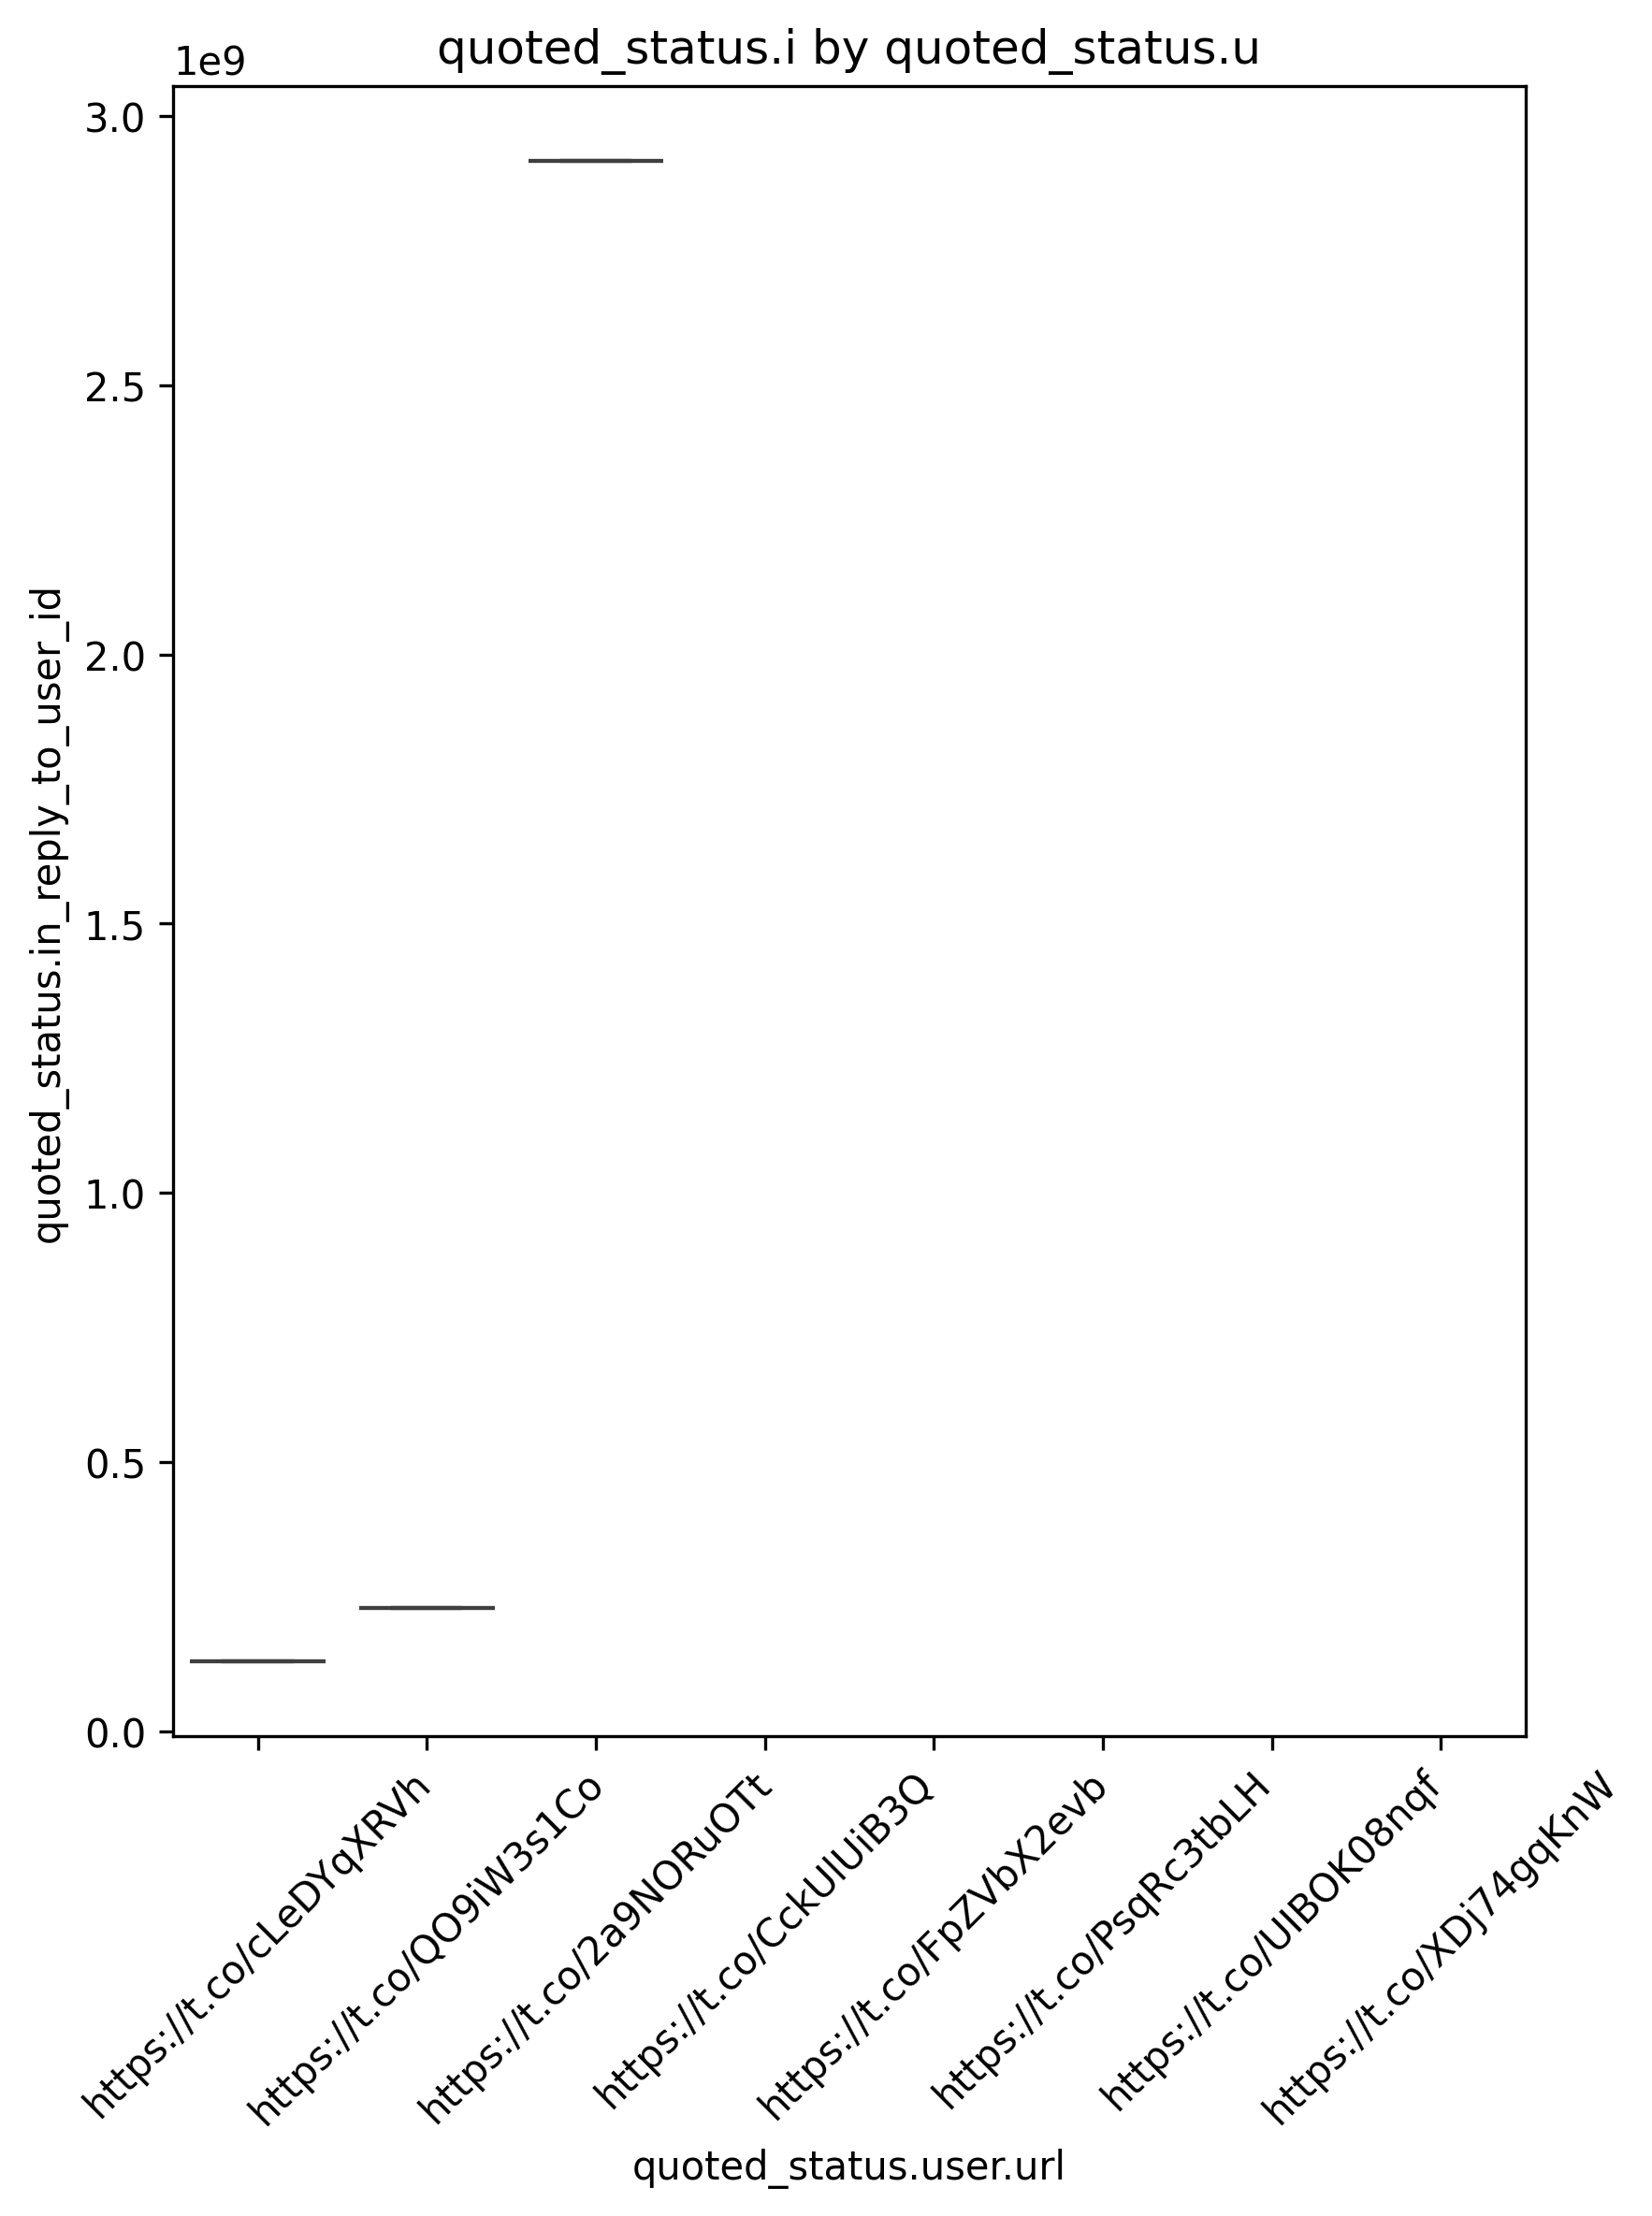 quoted_status.i by quoted_status.u
1e9
3.0
2.5
2.0
1.5
1.0
0.5
0.0
quoted_status.in_reply_to_user_id
https://t.co/cLeDYqXRVh
https://t.co/QO9iW3s1Co
https://t.co/2a9NORuOTt
https://t.co/CckUlUiB3Q
https://t.co/FpZVbX2evb
https://t.co/PsqRc3tbLH
https://t.co/UlBOK08nqf
https://t.co/XDj74gqKnW
quoted_status.user.url